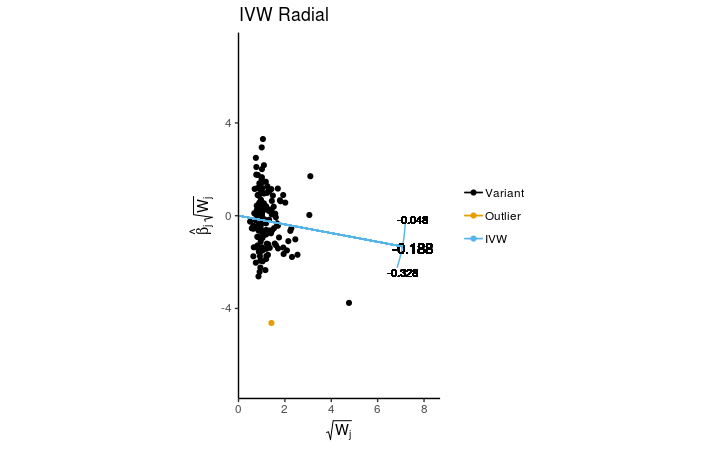 IVW Radial
4
0
-4
β̂j√Wj
-0.048
-0.188
-0.328
Variant
Outlier
IVW
0 2 4 6 8
√Wj